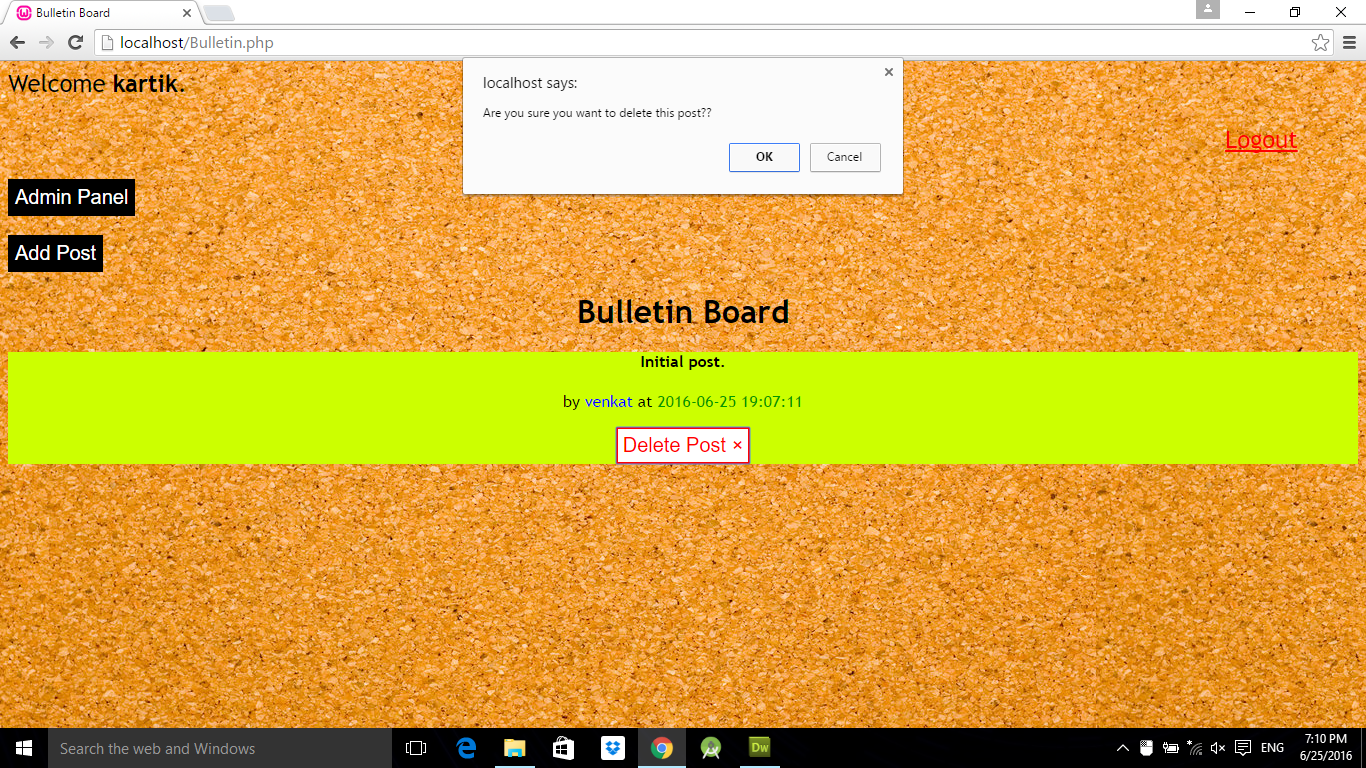 Bulletin Board
localhost/Bulletin.php
Welcome kartik.
localhost says:
Are you sure you want to delete this post??
OK Cancel
Logout
Admin Panel
Add Post
Bulletin Board
Initial post.
by venkat at 2016-06-25 19:07:11
Delete Post ×
Search the web and Windows
Dw
ENG
7:10 PM
6/25/2016